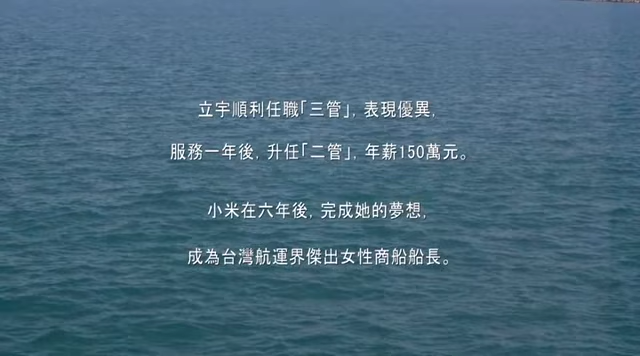 立宇順利任職「三管」, 表現優異,
服務一年後, 升任「二管」, 年薪150萬元。
小米在六年後, 完成她的夢想,
成為台灣航運界傑出女性商船船長。